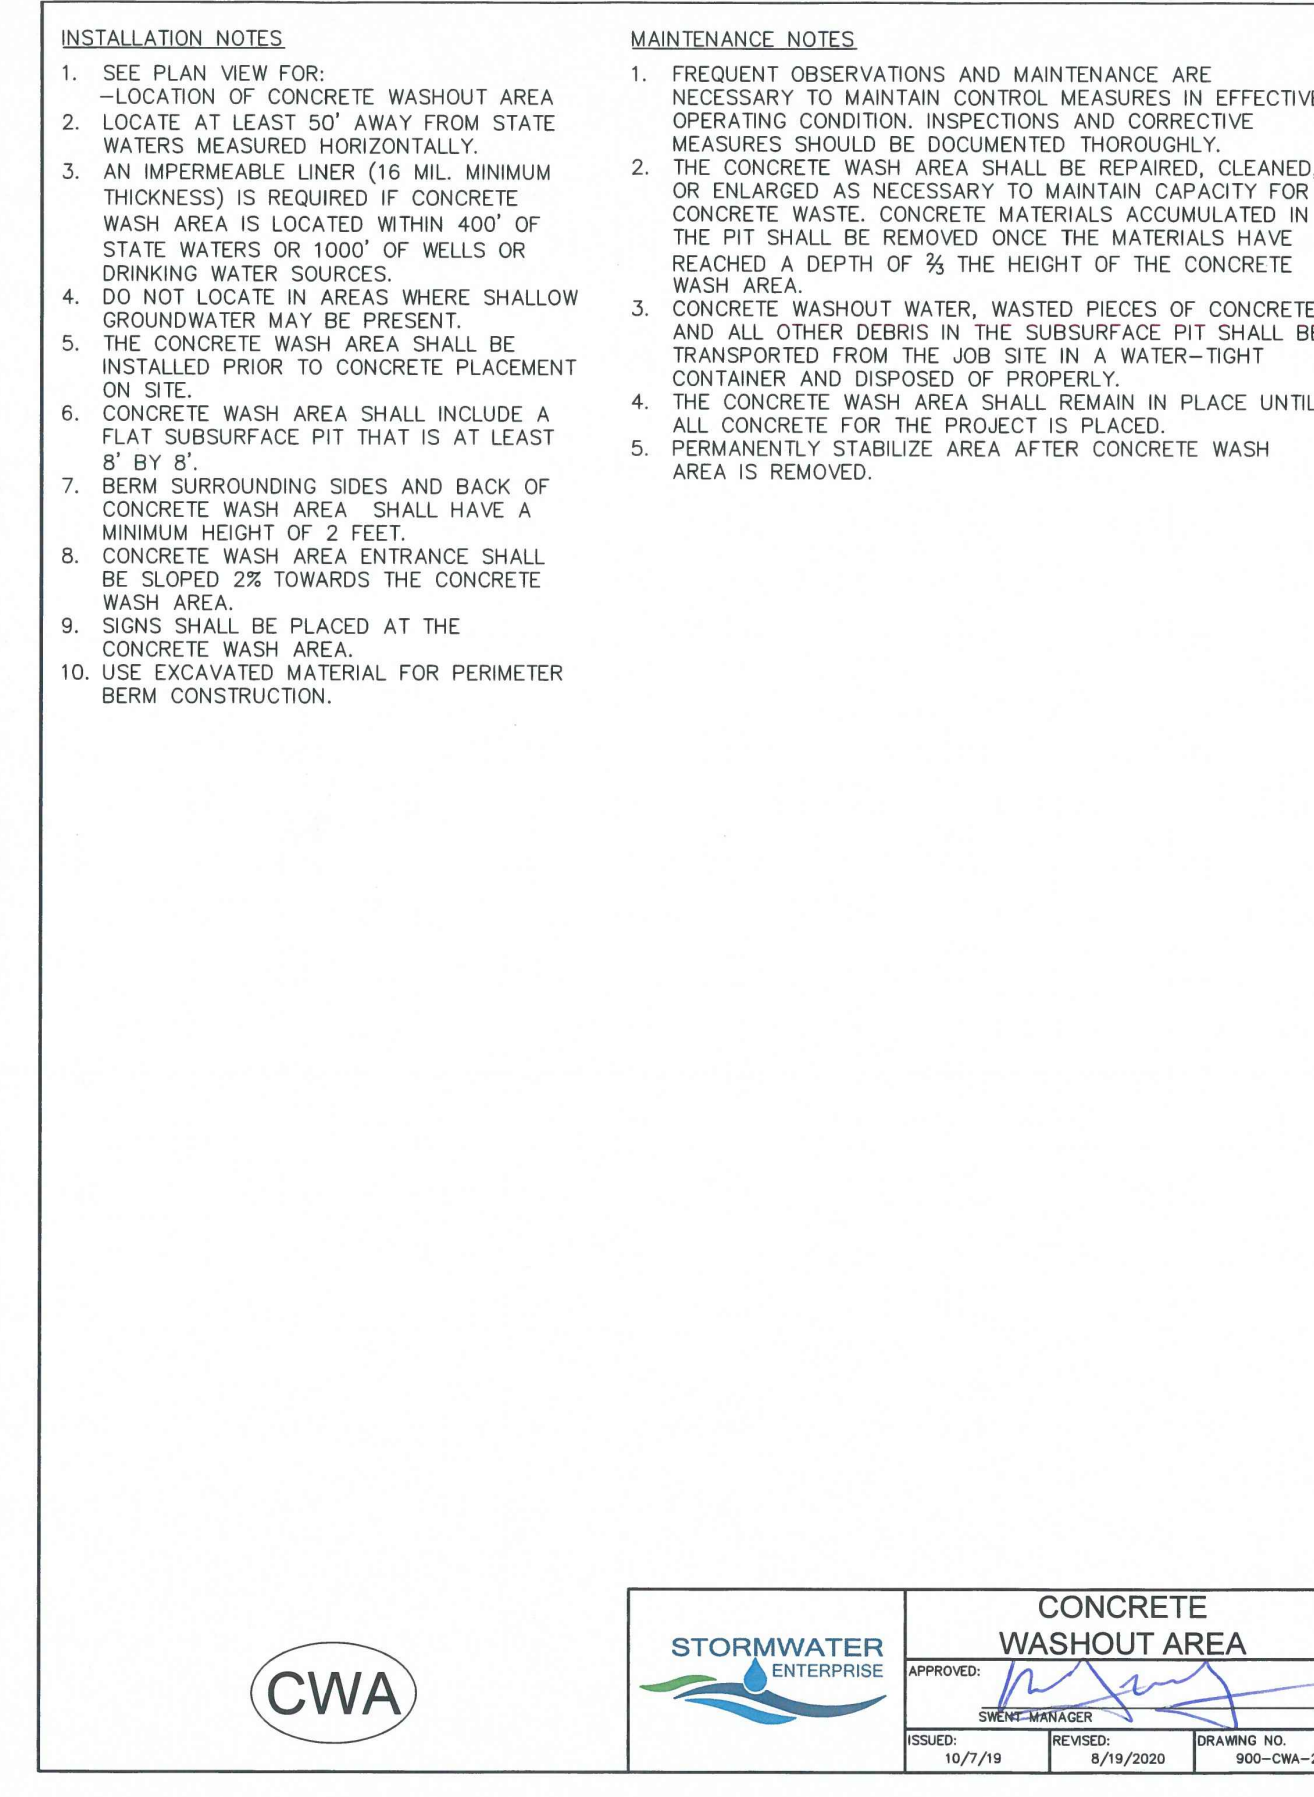 INSTALLATION NOTES
1. SEE PLAN VIEW FOR:
-LOCATION OF CONCRETE WASHOUT AREA
2. LOCATE AT LEAST 50' AWAY FROM STATE
WATERS MEASURED HORIZONTALLY.
3. AN IMPERMEABLE LINER (16 MIL. MINIMUM
THICKNESS) IS REQUIRED IF CONCRETE
WASH AREA IS LOCATED WITHIN 400' OF
STATE WATERS OR 1000' OF WELLS OR
DRINKING WATER SOURCES.
4. DO NOT LOCATE IN AREAS WHERE SHALLOW
GROUNDWATER MAY BE PRESENT.
5. THE CONCRETE WASH AREA SHALL BE
INSTALLED PRIOR TO CONCRETE PLACEMENT
ON SITE.
6. CONCRETE WASH AREA SHALL INCLUDE A
FLAT SUBSURFACE PIT THAT IS AT LEAST
8' BY 8'.
7. BERM SURROUNDING SIDES AND BACK OF
CONCRETE WASH AREA SHALL HAVE A
MINIMUM HEIGHT OF 2 FEET.
8. CONCRETE WASH AREA ENTRANCE SHALL
BE SLOPED 2% TOWARDS THE CONCRETE
WASH AREA.
9. SIGNS SHALL BE PLACED AT THE
CONCRETE WASH AREA.
10. USE EXCAVATED MATERIAL FOR PERIMETER
BERM CONSTRUCTION.
MAINTENANCE NOTES
1. FREQUENT OBSERVATIONS AND MAINTENANCE ARE
NECESSARY TO MAINTAIN CONTROL MEASURES IN EFFECTIVE
OPERATING CONDITION. INSPECTIONS AND CORRECTIVE
MEASURES SHOULD BE DOCUMENTED THOROUGHLY.
2. THE CONCRETE WASH AREA SHALL BE REPAIRED, CLEANED,
OR ENLARGED AS NECESSARY TO MAINTAIN CAPACITY FOR
CONCRETE WASTE. CONCRETE MATERIALS ACCUMULATED IN
THE PIT SHALL BE REMOVED ONCE THE MATERIALS HAVE
REACHED A DEPTH OF ⅔ THE HEIGHT OF THE CONCRETE
WASH AREA.
3. CONCRETE WASHOUT WATER, WASTED PIECES OF CONCRETE
AND ALL OTHER DEBRIS IN THE SUBSURFACE PIT SHALL BE
TRANSPORTED FROM THE JOB SITE IN A WATER-TIGHT
CONTAINER AND DISPOSED OF PROPERLY.
4. THE CONCRETE WASH AREA SHALL REMAIN IN PLACE UNTIL
ALL CONCRETE FOR THE PROJECT IS PLACED.
5. PERMANENTLY STABILIZE AREA AFTER CONCRETE WASH
AREA IS REMOVED.
CWA
STORMWATER
ENTERPRISE
CONCRETE
WASHOUT AREA
APPROVED:
SWENT MANAGER
ISSUED:
10/7/19
REVISED:
8/19/2020
DRAWING NO.
900-CWA-2